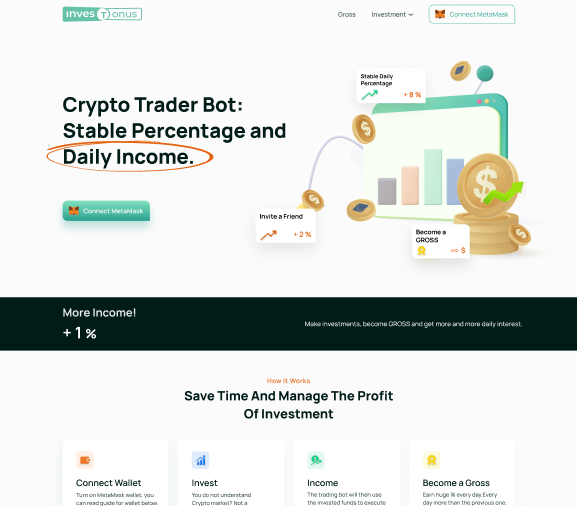 Inves Tonus
Gross
Investment
Connect MetaMask
Crypto Trader Bot:
Stable Percentage and
Daily Income.
Connect MetaMask
Stable Daily
Percentage
+ 8 %
Invite a Friend
+ 2 %
Become a
GROSS
∞ $
More Income!
+ 1 %
Make investments, become GROSS and get more and more daily interest.
How It Works
Save Time And Manage The Profit
Of Investment
Connect Wallet
Turn on MetaMask wallet, you
can read guide for wallet below.
Invest
You do not understand
Crypto market? Not a
Income
The trading bot will then use
the invested funds to execute
Become a Gross
Earn huge % every day. Every
day more than the previous one.